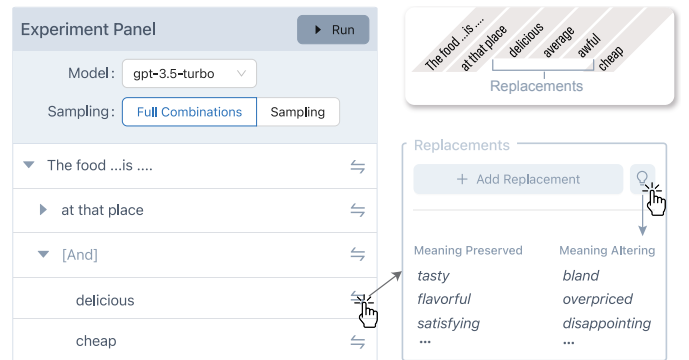 Experiment Panel
Run
Model: gpt-3.5-turbo
Sampling: Full Combinations Sampling
The food ...is ....
at that place
[And]
delicious
cheap
The food ...is ....
at that place
delicious
average
awful
cheap
Replacements
Replacements
+ Add Replacement
Meaning Preserved Meaning Altering
tasty bland
flavorful overpriced
satisfying disappointing
... ...